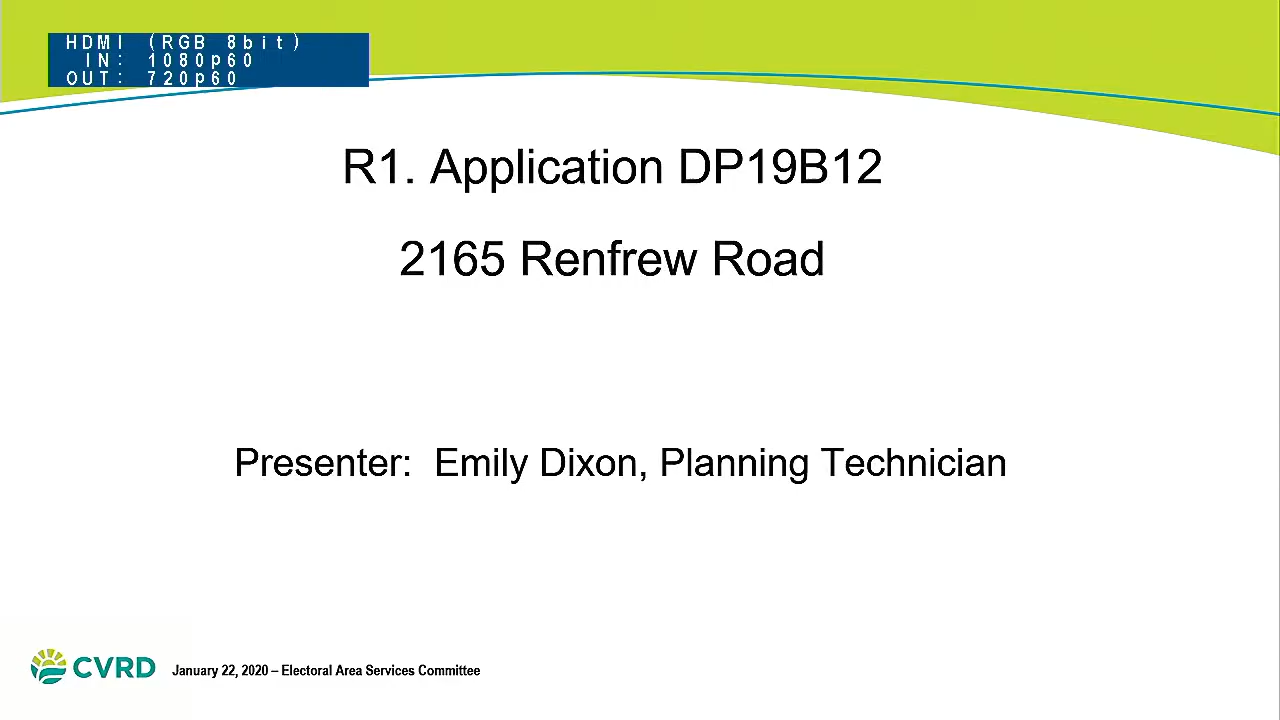 HDMI (RGB 8bit)
IN: 1080p60
OUT: 720p60
R1. Application DP19B12
2165 Renfrew Road
Presenter: Emily Dixon, Planning Technician
CVRD
January 22, 2020 – Electoral Area Services Committee